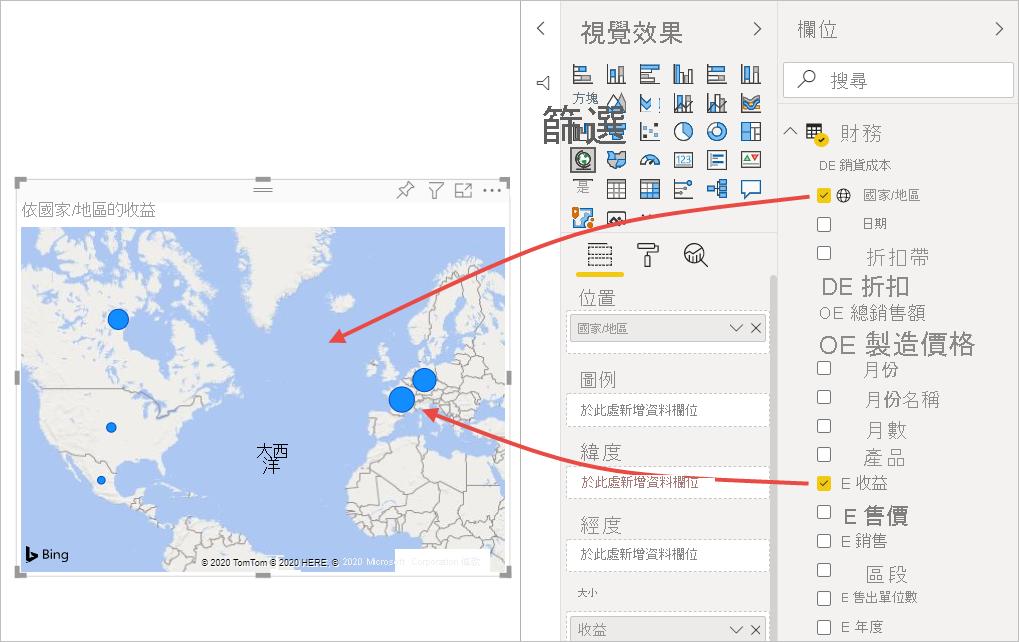 依國家/地區的收益
大西
洋
Bing
© 2020 TomTom © 2020 HERE, © 2020 Microsoft Corporation 條款
視覺效果
方塊
篩選
123
是
位置
國家/地區
圖例
於此處新增資料欄位
緯度
於此處新增資料欄位
經度
於此處新增資料欄位
大小
收益
欄位
搜尋
財務
DE 銷貨成本
國家/地區
日期
折扣帶
DE 折扣
OE 總銷售額
OE 製造價格
月份
月份名稱
月數
產品
E 收益
E 售價
E 銷售
區段
E 售出單位數
E 年度